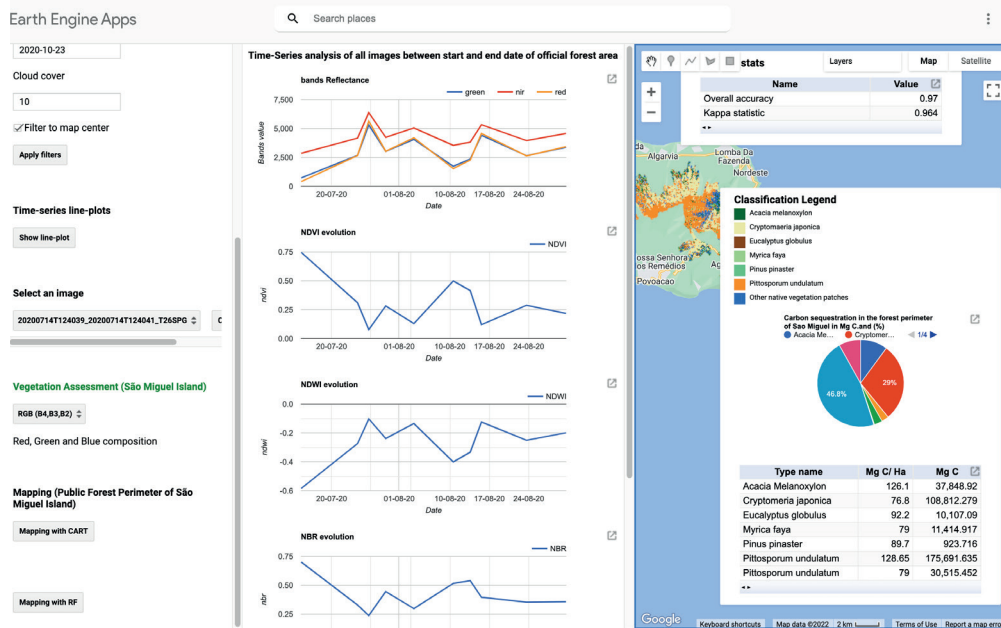 Earth Engine Apps
Search places
2020-10-23
Cloud cover
10
Filter to map center
Apply filters
Time-series line-plots
Show line-plot
Select an image
20200714T124039_20200714T124041_T26SPG
Vegetation Assessment (São Miguel Island)
RGB (B4,B3,B2)
Red, Green and Blue composition
Mapping (Public Forest Perimeter of São
Miguel Island)
Mapping with CART
Mapping with RF
Time-Series analysis of all images between start and end date of official forest area
bands Reflectance
green nir red
7,500
5,000
2,500
0
Bands value
20-07-20 01-08-20 10-08-20 17-08-20 24-08-20
Date
NDVI evolution
NDVI
0.75
0.50
0.25
0.00
ndvi
20-07-20 01-08-20 10-08-20 17-08-20 24-08-20
Date
NDWI evolution
NDWI
0.0
-0.2
-0.4
-0.6
ndwi
20-07-20 01-08-20 10-08-20 17-08-20 24-08-20
Date
NBR evolution
NBR
0.75
0.50
0.25
nbr
stats
Layers
Map Satellite
Name Value
Overall accuracy 0.97
Kappa statistic 0.964
da
Algarvia
Lomba Da
Fazenda
Nordeste
ossa Senhora
os Remédios
Povoacao
Ag
Classification Legend
Acacia melanoxylon
Cryptomaeria japonica
Eucalyptus globulus
Myrica faya
Pinus pinaster
Pittosporum undulatum
Other native vegetation patches
Carbon sequestration in the forest perimeter
of Sao Miguel in Mg C.and (%)
Acacia Me... Cryptomer... 1/4
29%
46.8%
Type name Mg C/ Ha Mg C
Acacia Melanoxylon 126.1 37,848.92
Cryptomeria japonica 76.8 108,812.279
Eucalyptus globulus 92.2 10,107.09
Myrica faya 79 11,414.917
Pinus pinaster 89.7 923.716
Pittosporum undulatum 128.65 175,691.635
Pittosporum undulatum 79 30,515.452
Google
Keyboard shortcuts Map data ©2022 2 km Terms of Use Report a map erro